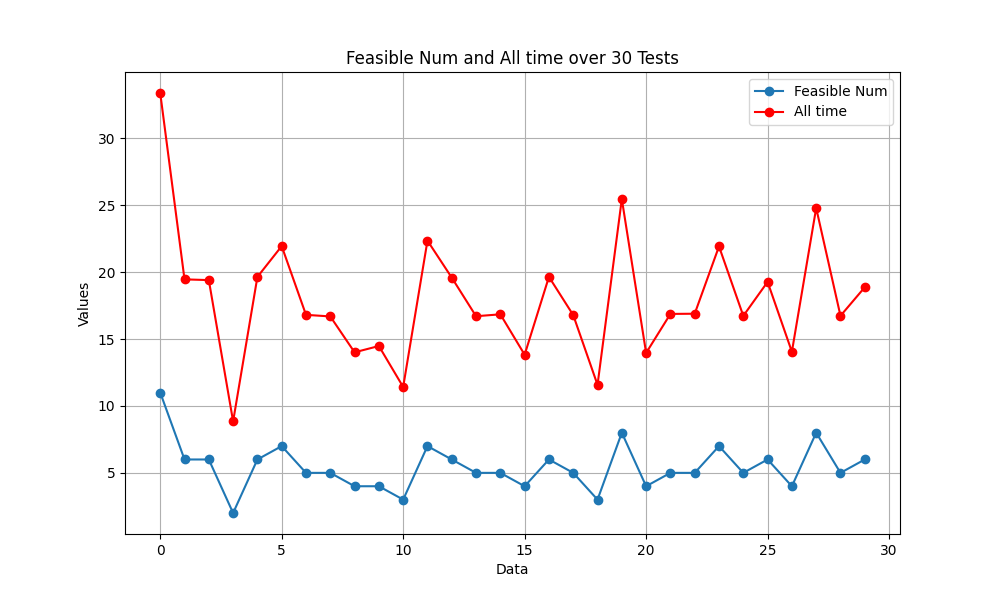 Feasible Num and All time over 30 Tests
Feasible Num
All time
Values
30
25
20
15
10
5
0 5 10 15 20 25 30
Data